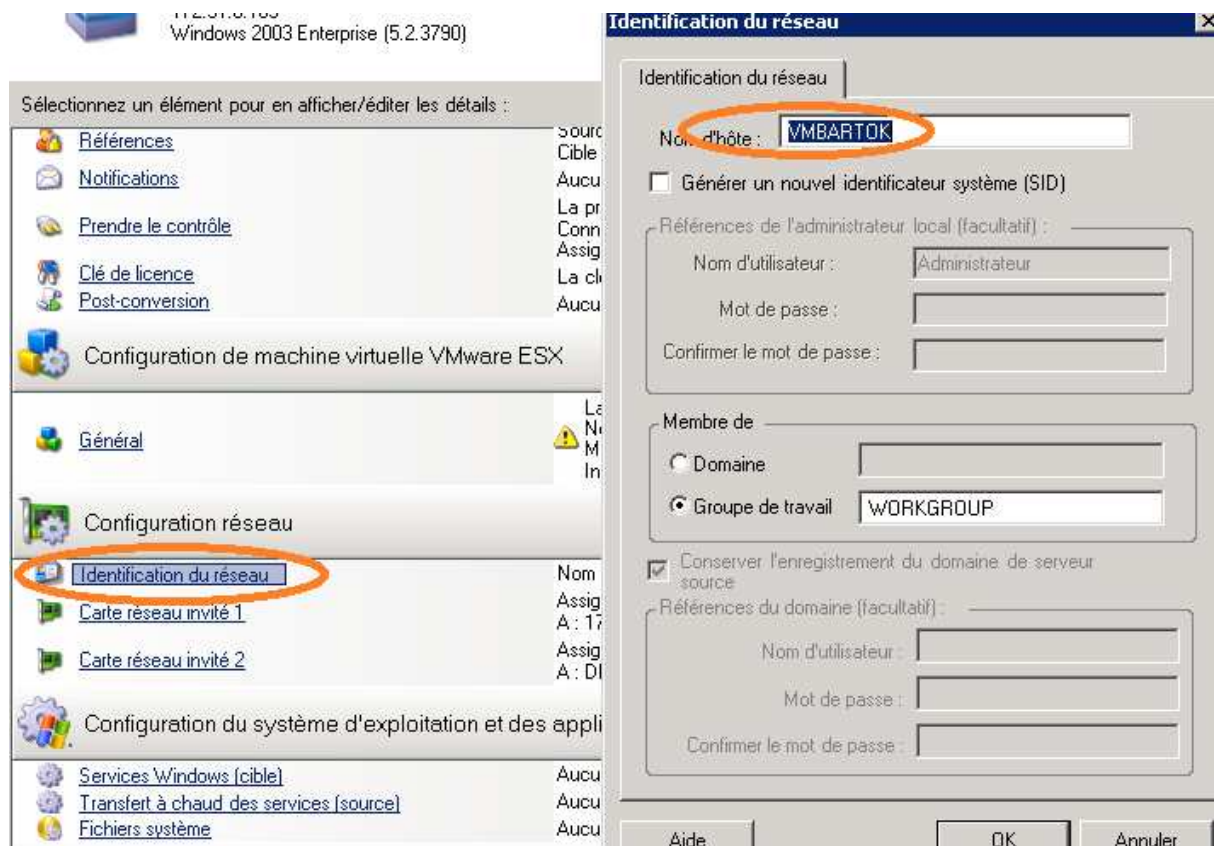 Windows 2003 Enterprise (5.2.3790)
Sélectionnez un élément pour en afficher/éditer les détails :
Références
Cible
Notifications
Aucu
La pr
Prendre le contrôle
Conn
Assig
Clé de licence
La cl
Post-conversion
Aucu
Configuration de machine virtuelle VMware ESX
La
Général
M
In
Configuration réseau
Identification du réseau
Nom
Carte réseau invité 1
Assig
A : 17
Carte réseau invité 2
Assig
A : DI
Configuration du système d'exploitation et des appli
Services Windows (cible)
Aucu
Transfert à chaud des services (source)
Aucu
Fichiers système
Aucu
Identification du réseau
Identification du réseau
Nom d'hôte : VMBARTOK
Générer un nouvel identificateur système (SID)
Références de l'administrateur local (facultatif) :
Nom d'utilisateur : Administrateur
Mot de passe :
Confirmer le mot de passe :
Membre de
Domaine
Groupe de travail WORKGROUP
Conserver l'enregistrement du domaine de serveur
source
Références du domaine (facultatif) :
Nom d'utilisateur :
Mot de passe :
Confirmer le mot de passe :
Aide OK Annuler